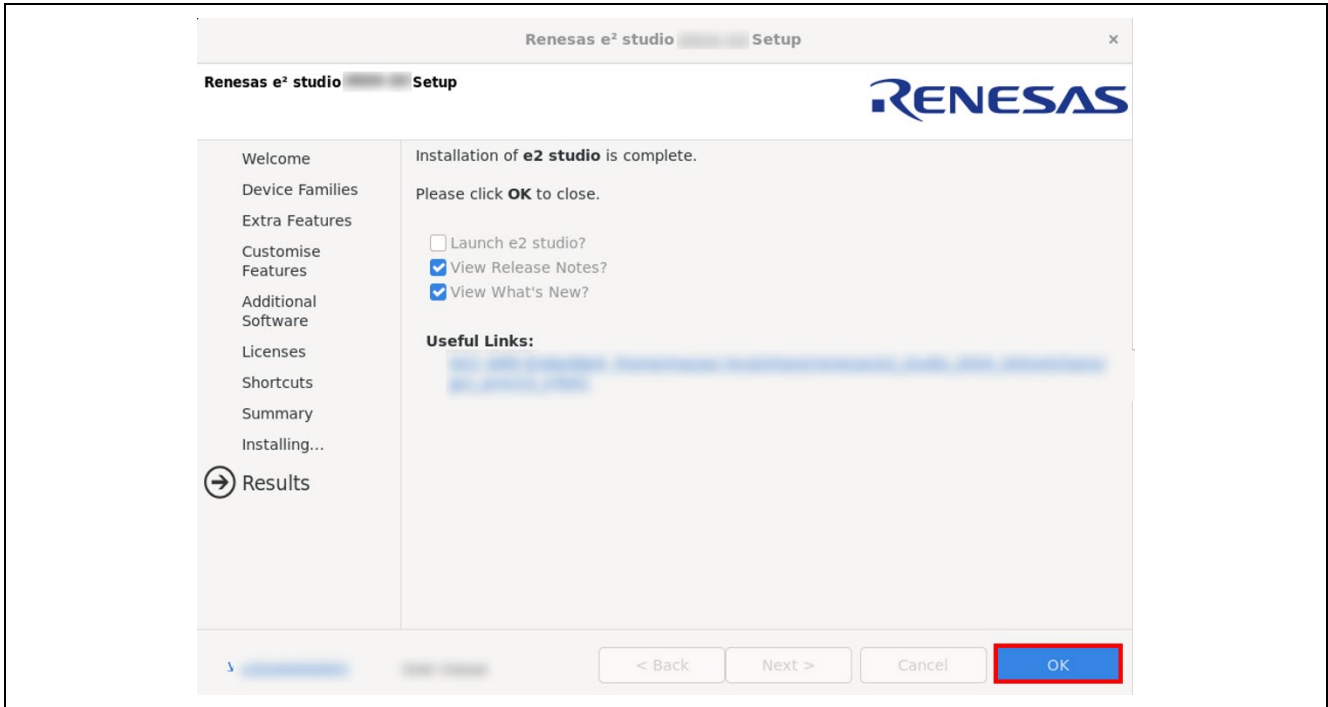 Renesas e² studio Setup
×
Renesas e² studio Setup
RENESAS
Welcome
Device Families
Extra Features
Customise
Features
Additional
Software
Licenses
Shortcuts
Summary
Installing...
Results
Installation of e2 studio is complete.
Please click OK to close.
Launch e2 studio?
View Release Notes?
View What's New?
Useful Links:
< Back
Next >
Cancel
OK